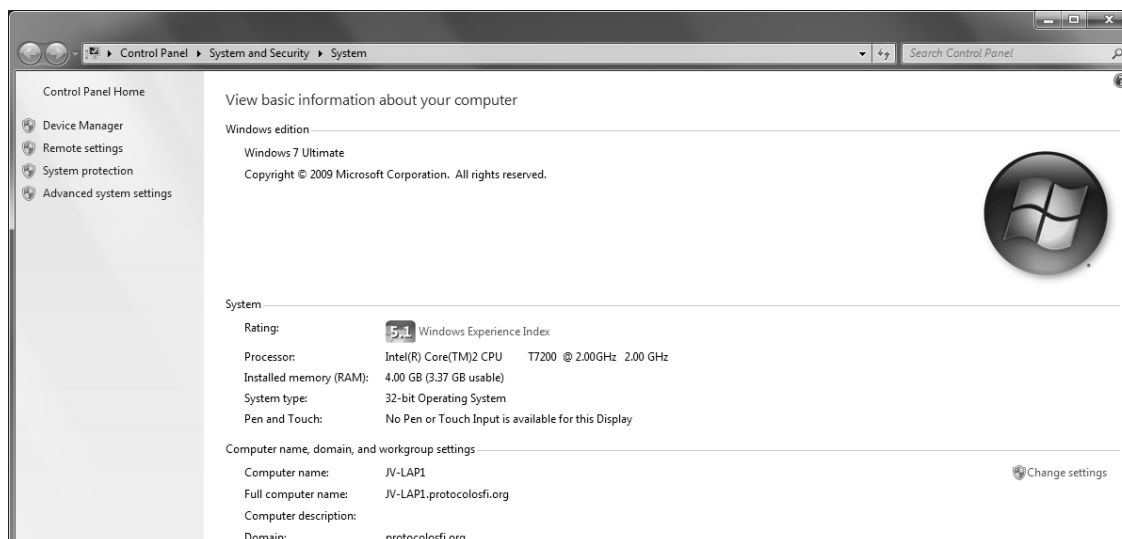 Control Panel ▸ System and Security ▸ System
Search Control Panel
Control Panel Home
Device Manager
Remote settings
System protection
Advanced system settings
View basic information about your computer
Windows edition
Windows 7 Ultimate
Copyright © 2009 Microsoft Corporation. All rights reserved.
System
Rating: 5,1 Windows Experience Index
Processor: Intel(R) Core(TM)2 CPU T7200 @ 2.00GHz 2.00 GHz
Installed memory (RAM): 4.00 GB (3.37 GB usable)
System type: 32-bit Operating System
Pen and Touch: No Pen or Touch Input is available for this Display
Computer name, domain, and workgroup settings
Computer name: JV-LAP1
Change settings
Full computer name: JV-LAP1.protocolosfi.org
Computer description:
Domain: protocolosfi.org